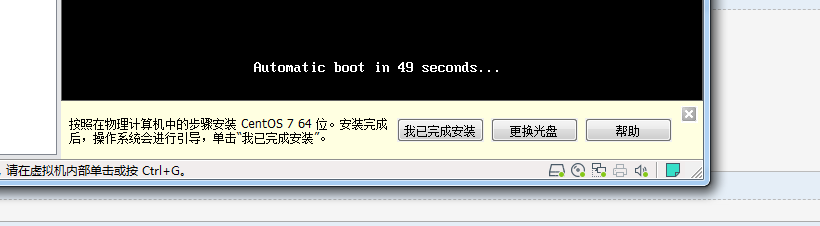 Automatic boot in 49 seconds...
按照在物理计算机中的步骤安装 CentOS 7 64 位。安装完成
后，操作系统会进行引导，单击“我已完成安装”。
我已完成安装 更换光盘 帮助
，请在虚拟机内部单击或按 Ctrl+G。